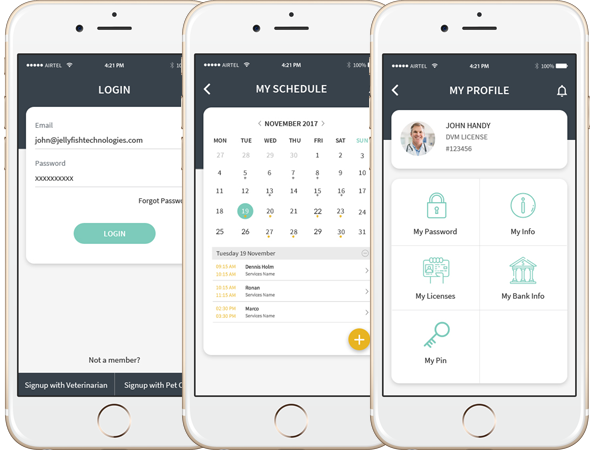 AIRTEL 4:21 PM 10
LOGIN
Email
john@jellyfishtechnologies.com
Password
xxxxxxxxxx
Forgot Passw
LOGIN
Not a member?
Signup with Veterinarian Signup with Pet
AIRTEL 4:21 PM 100%
MY SCHEDULE
NOVEMBER 2017
MON TUE WED THU FRI SAT SUN
27 28 29 30 1 2 3
4 5 6 7 8 9 10
11 12 13 14 15 16 17
18 19 20 21 22 23 24
25 26 27 28 29 30 31
Tuesday 19 November
09:15 AM Dennis Holm
10:15 AM Services Name
10:15 AM Ronan
11:15 AM Services Name
02:30 PM Marco
03:30 PM Services Name
AIRTEL 4:21 PM 100%
MY PROFILE
JOHN HANDY
DVM LICENSE
#123456
My Password My Info
My Licenses My Bank Info
My Pin